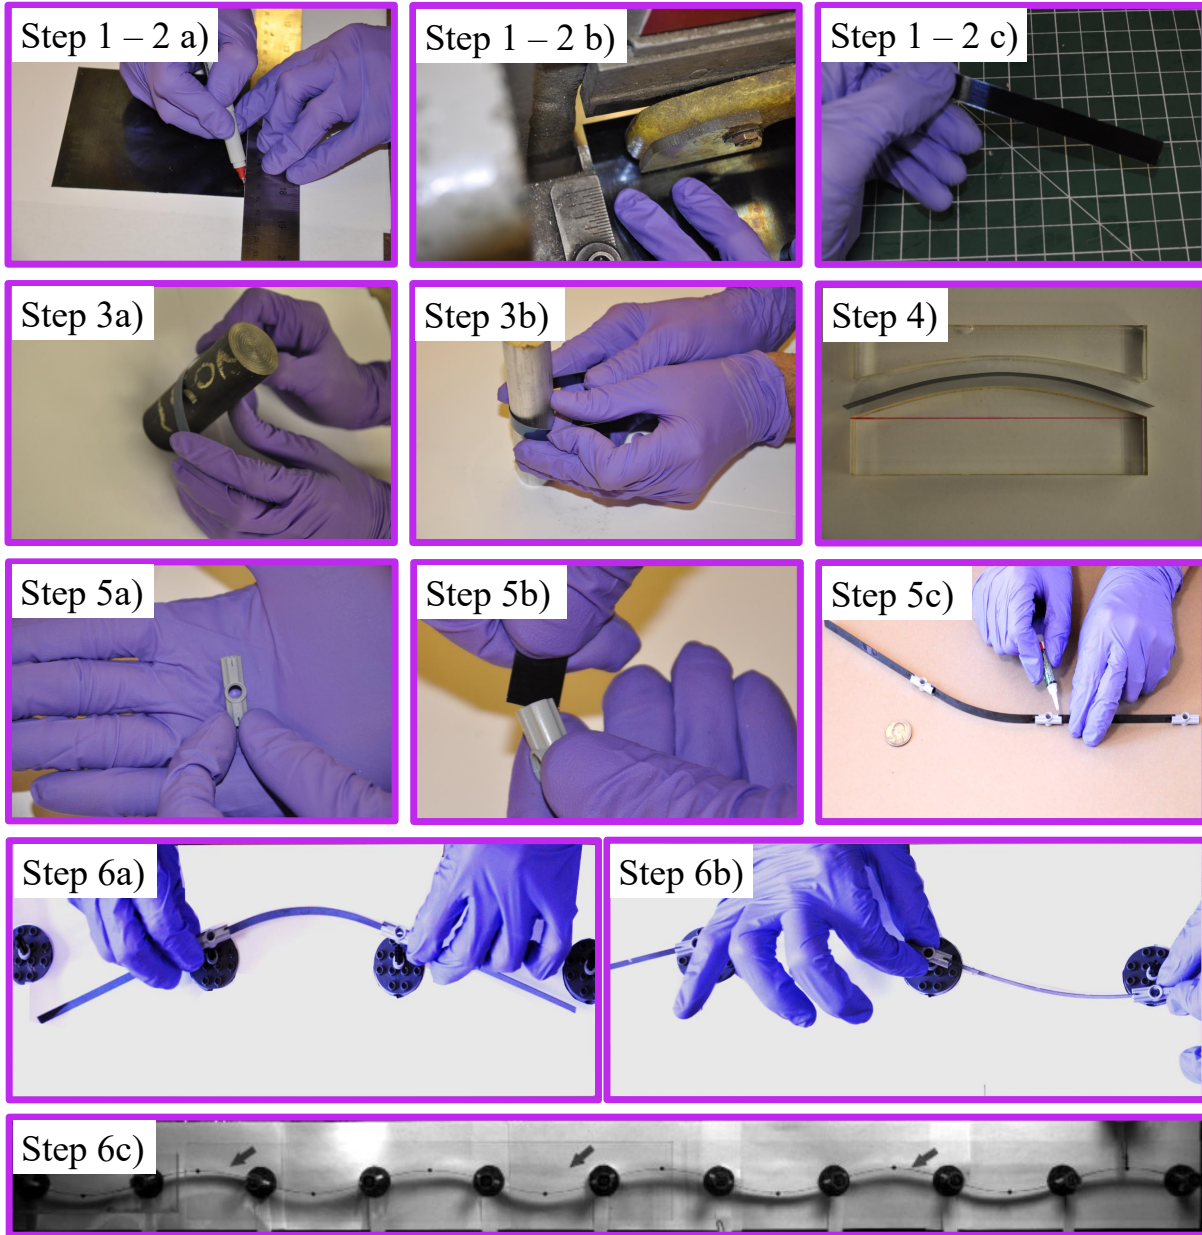 Step 1 – 2 a)
Step 1 – 2 b)
Step 1 – 2 c)
Step 3a)
Step 3b)
Step 4)
Step 5a)
Step 5b)
Step 5c)
Step 6a)
Step 6b)
Step 6c)